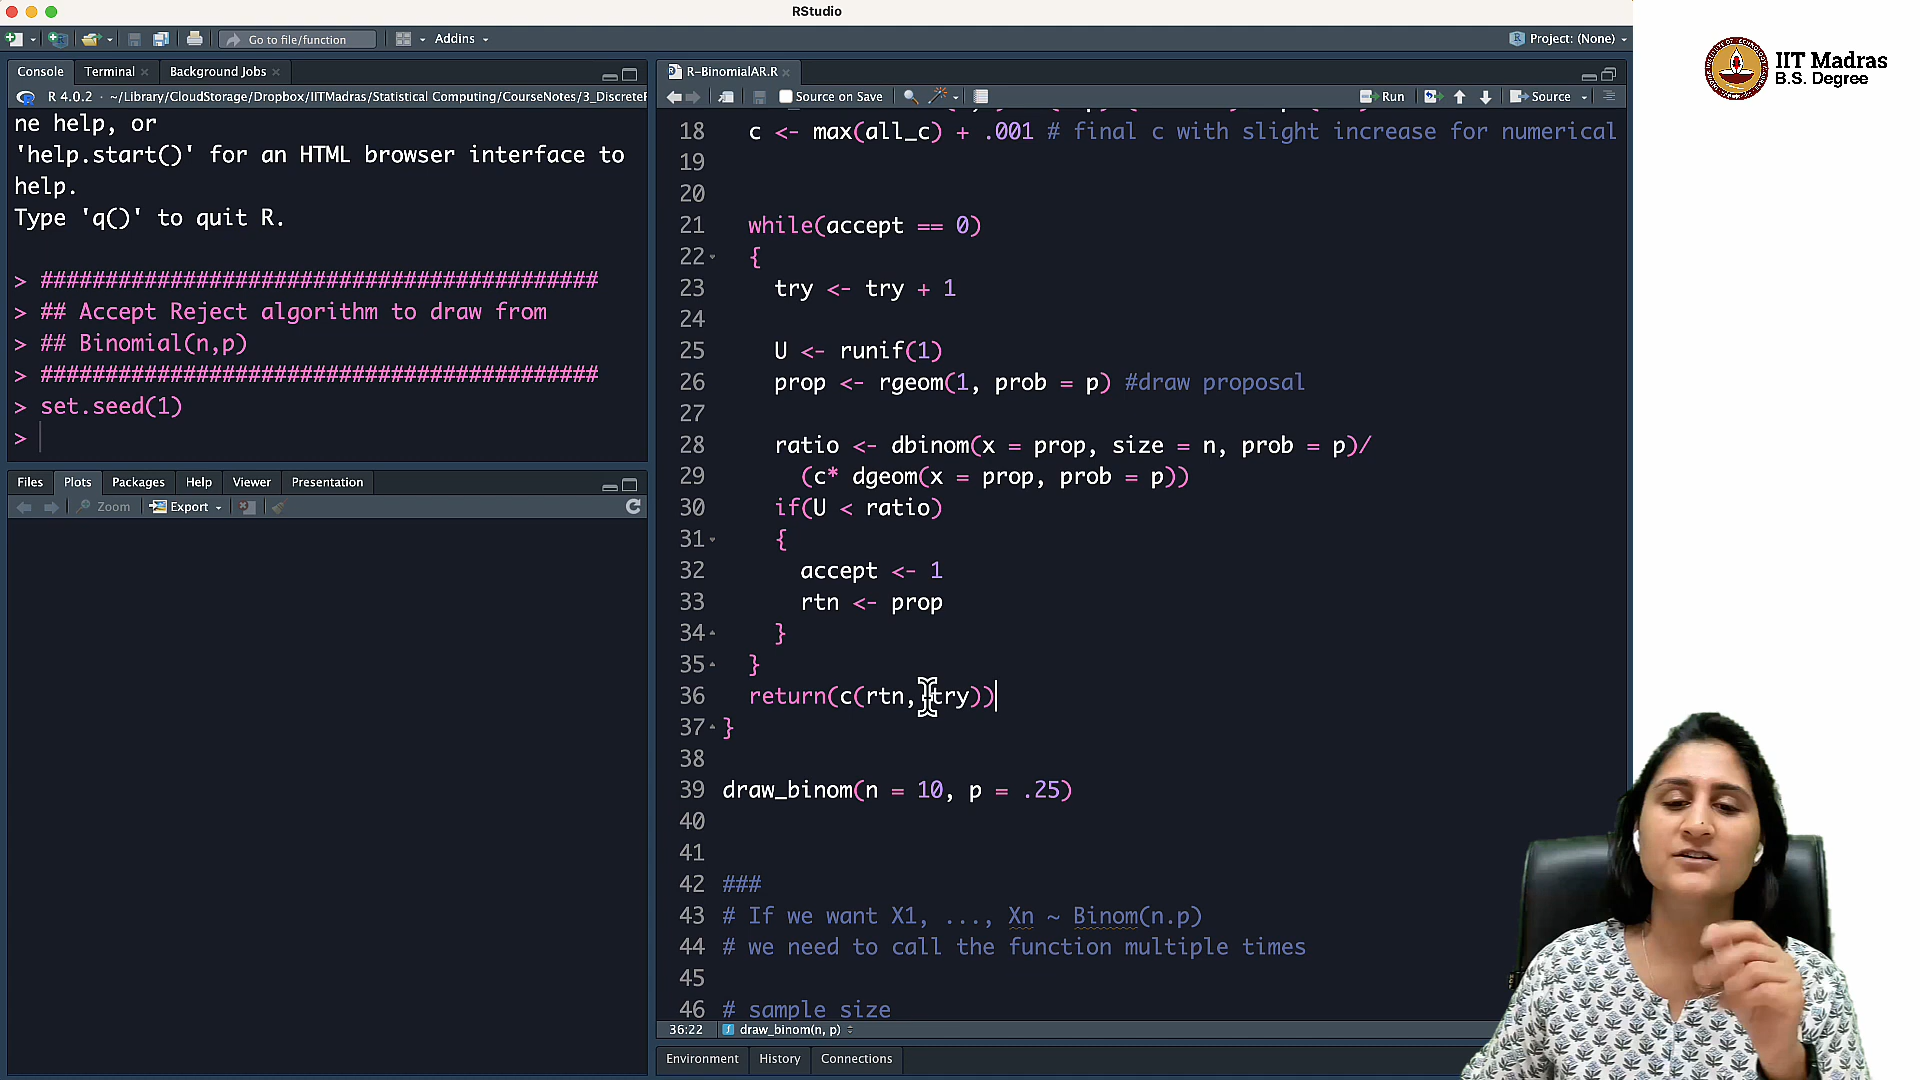 RStudio
Go to file/function
Addins
Project: (None)
IIT Madras
B.S. Degree
Console
Terminal
Background Jobs
R 4.0.2 · ~/Library/CloudStorage/Dropbox/IITMadras/Statistical Computing/CourseNotes/3_Discrete
ne help, or
'help.start()' for an HTML browser interface to
help.
Type 'q()' to quit R.
> ###########################################
> ## Accept Reject algorithm to draw from
> ## Binomial(n,p)
> ###########################################
> set.seed(1)
>
Files
Plots
Packages
Help
Viewer
Presentation
Zoom
Export
R-BinomialAR.R
Source on Save
Run
Source
18 c <- max(all_c) + .001 # final c with slight increase for numerical
19
20
21 while(accept == 0)
22 {
23 try <- try + 1
24
25 U <- runif(1)
26 prop <- rgeom(1, prob = p) #draw proposal
27
28 ratio <- dbinom(x = prop, size = n, prob = p)/
29 (c* dgeom(x = prop, prob = p))
30 if(U < ratio)
31 {
32 accept <- 1
33 rtn <- prop
34 }
35 }
36 return(c(rtn, try))
37 }
38
39 draw_binom(n = 10, p = .25)
40
41
42 ###
43 # If we want X1, ..., Xn ~ Binom(n.p)
44 # we need to call the function multiple times
45
46 # sample size
36:22
draw_binom(n, p)
Environment
History
Connections